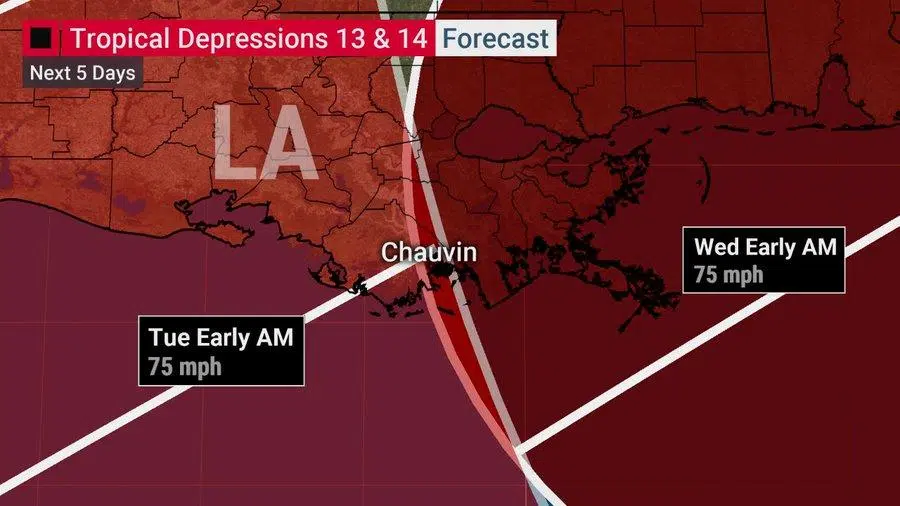 Tropical Depressions 13 & 14 Forecast
Next 5 Days
LA
Chauvin
Wed Early AM
75 mph
Tue Early AM
75 mph